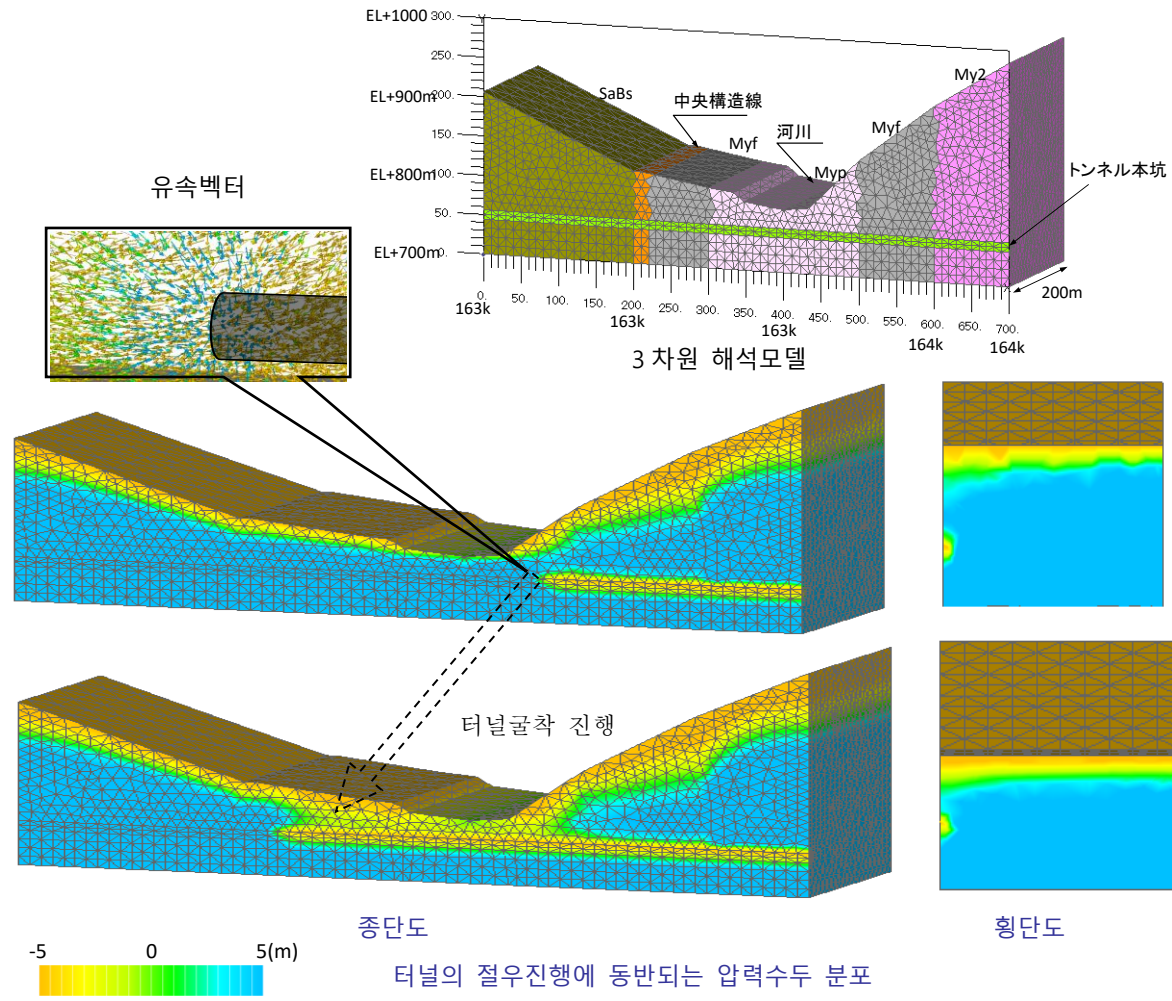 EL+1000
300.
Y
250.
EL+900m
200.
150.
EL+800m
100.
50.
EL+700m
0.
SaBs
中央構造線
Myf
河川
Myp
Myf
My2
トンネル本坑
200m
0. 50. 100. 150. 200. 250. 300. 350. 400. 450. 500. 550. 600. 650. 700.
163k 163k 163k 164k 164k
3차원 해석모델
유속벡터
터널굴착 진행
종단도
횡단도
-5 0 5(m)
터널의 절우진행에 동반되는 압력수두 분포